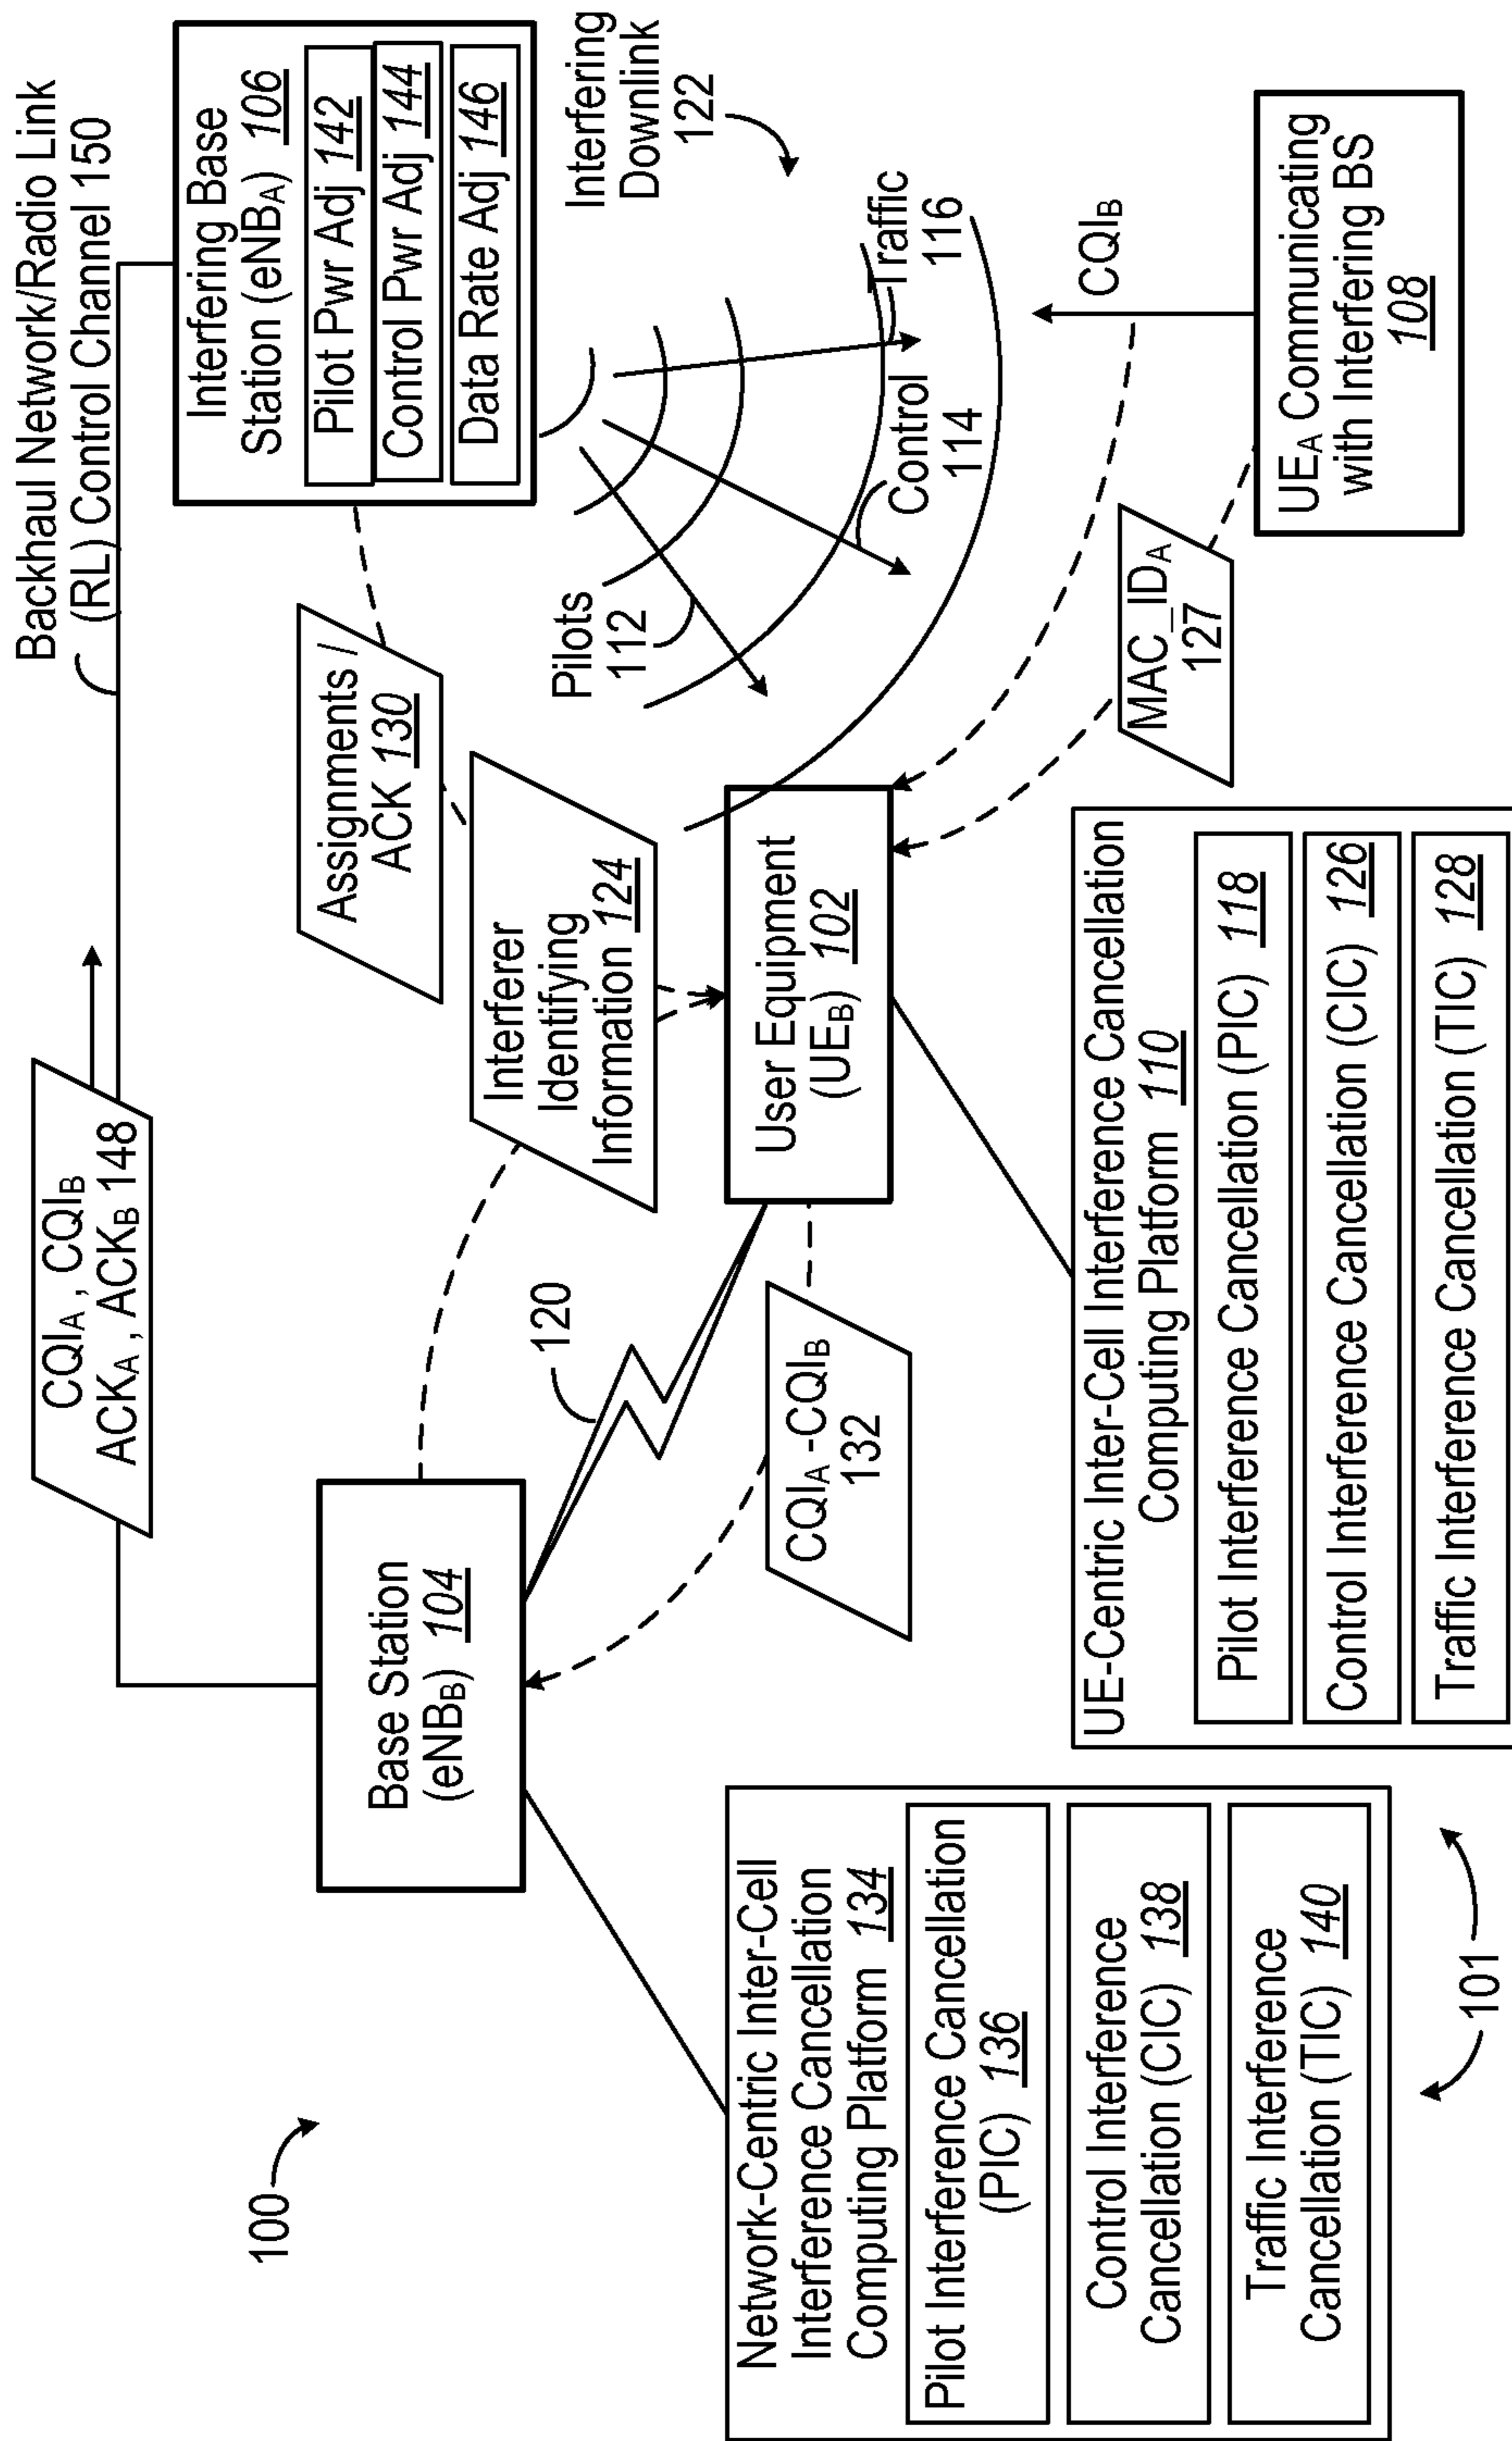 100
Backhaul Network/Radio Link
(RL) Control Channel 150
CQIA , CQIB
ACKA , ACKB 148
Base Station
(eNBB) 104
Interfering Base
Station (eNBA) 106
Pilot Pwr Adj 142
Control Pwr Adj 144
Data Rate Adj 146
Assignments /
ACK 130
Interferer
Identifying
Information 124
120
Interfering
Downlink
122
Pilots
112
Control
114
Traffic
116
User Equipment
(UEB) 102
CQIA -CQIB
132
CQIB
MAC_IDA
127
UEA Communicating
with Interfering BS
108
Network-Centric Inter-Cell
Interference Cancellation
Computing Platform 134
Pilot Interference Cancellation
(PIC) 136
Control Interference
Cancellation (CIC) 138
Traffic Interference
Cancellation (TIC) 140
UE-Centric Inter-Cell Interference Cancellation
Computing Platform 110
Pilot Interference Cancellation (PIC) 118
Control Interference Cancellation (CIC) 126
Traffic Interference Cancellation (TIC) 128
101